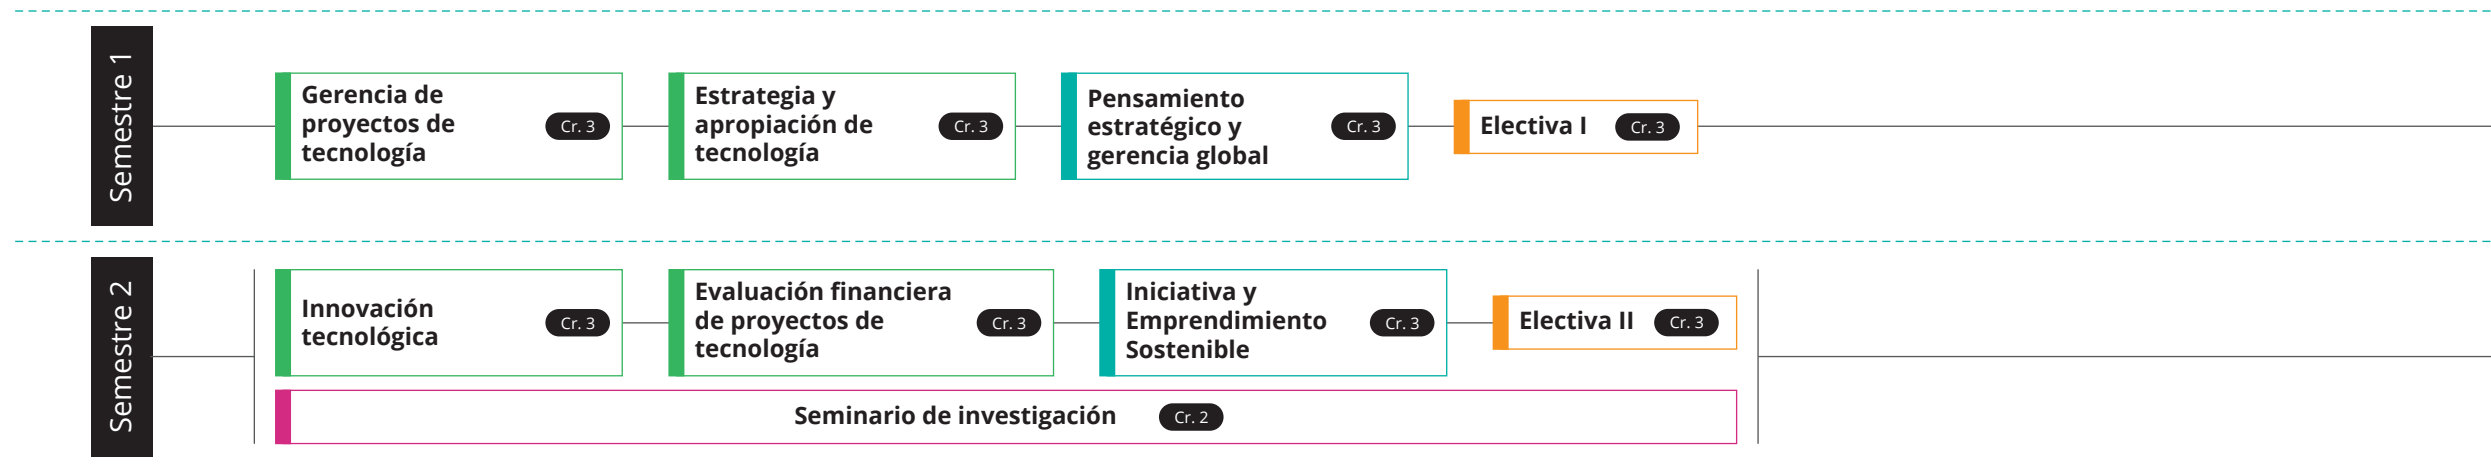 Semestre 1
Gerencia de
proyectos de
tecnología
Cr. 3
Estrategia y
apropiación de
tecnología
Cr. 3
Pensamiento
estratégico y
gerencia global
Cr. 3
Electiva I
Cr. 3
Semestre 2
Innovación
tecnológica
Cr. 3
Evaluación financiera
de proyectos de
tecnología
Cr. 3
Iniciativa y
Emprendimiento
Sostenible
Cr. 3
Electiva II
Cr. 3
Seminario de investigación
Cr. 2